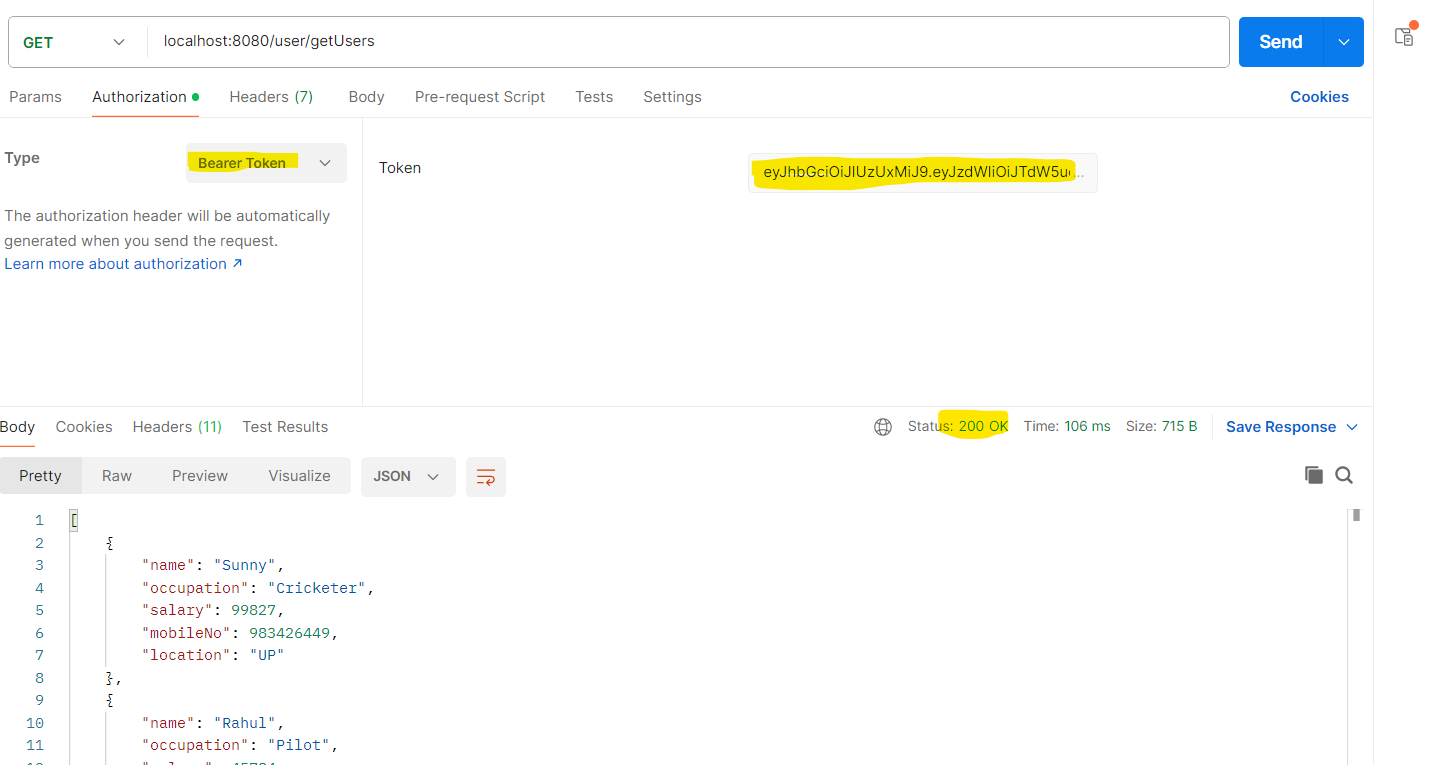 GET localhost:8080/user/getUsers Send
Params Authorization Headers (7) Body Pre-request Script Tests Settings Cookies
Type Bearer Token Token eyJhbGciOiJIUzUxMiJ9.eyJzdWIiOiJTdW5u...
The authorization header will be automatically
generated when you send the request.
Learn more about authorization ↗
Body Cookies Headers (11) Test Results Status: 200 OK Time: 106 ms Size: 715 B Save Response
Pretty Raw Preview Visualize JSON
1 [
2 {
3 "name": "Sunny",
4 "occupation": "Cricketer",
5 "salary": 99827,
6 "mobileNo": 983426449,
7 "location": "UP"
8 },
9 {
10 "name": "Rahul",
11 "occupation": "Pilot",